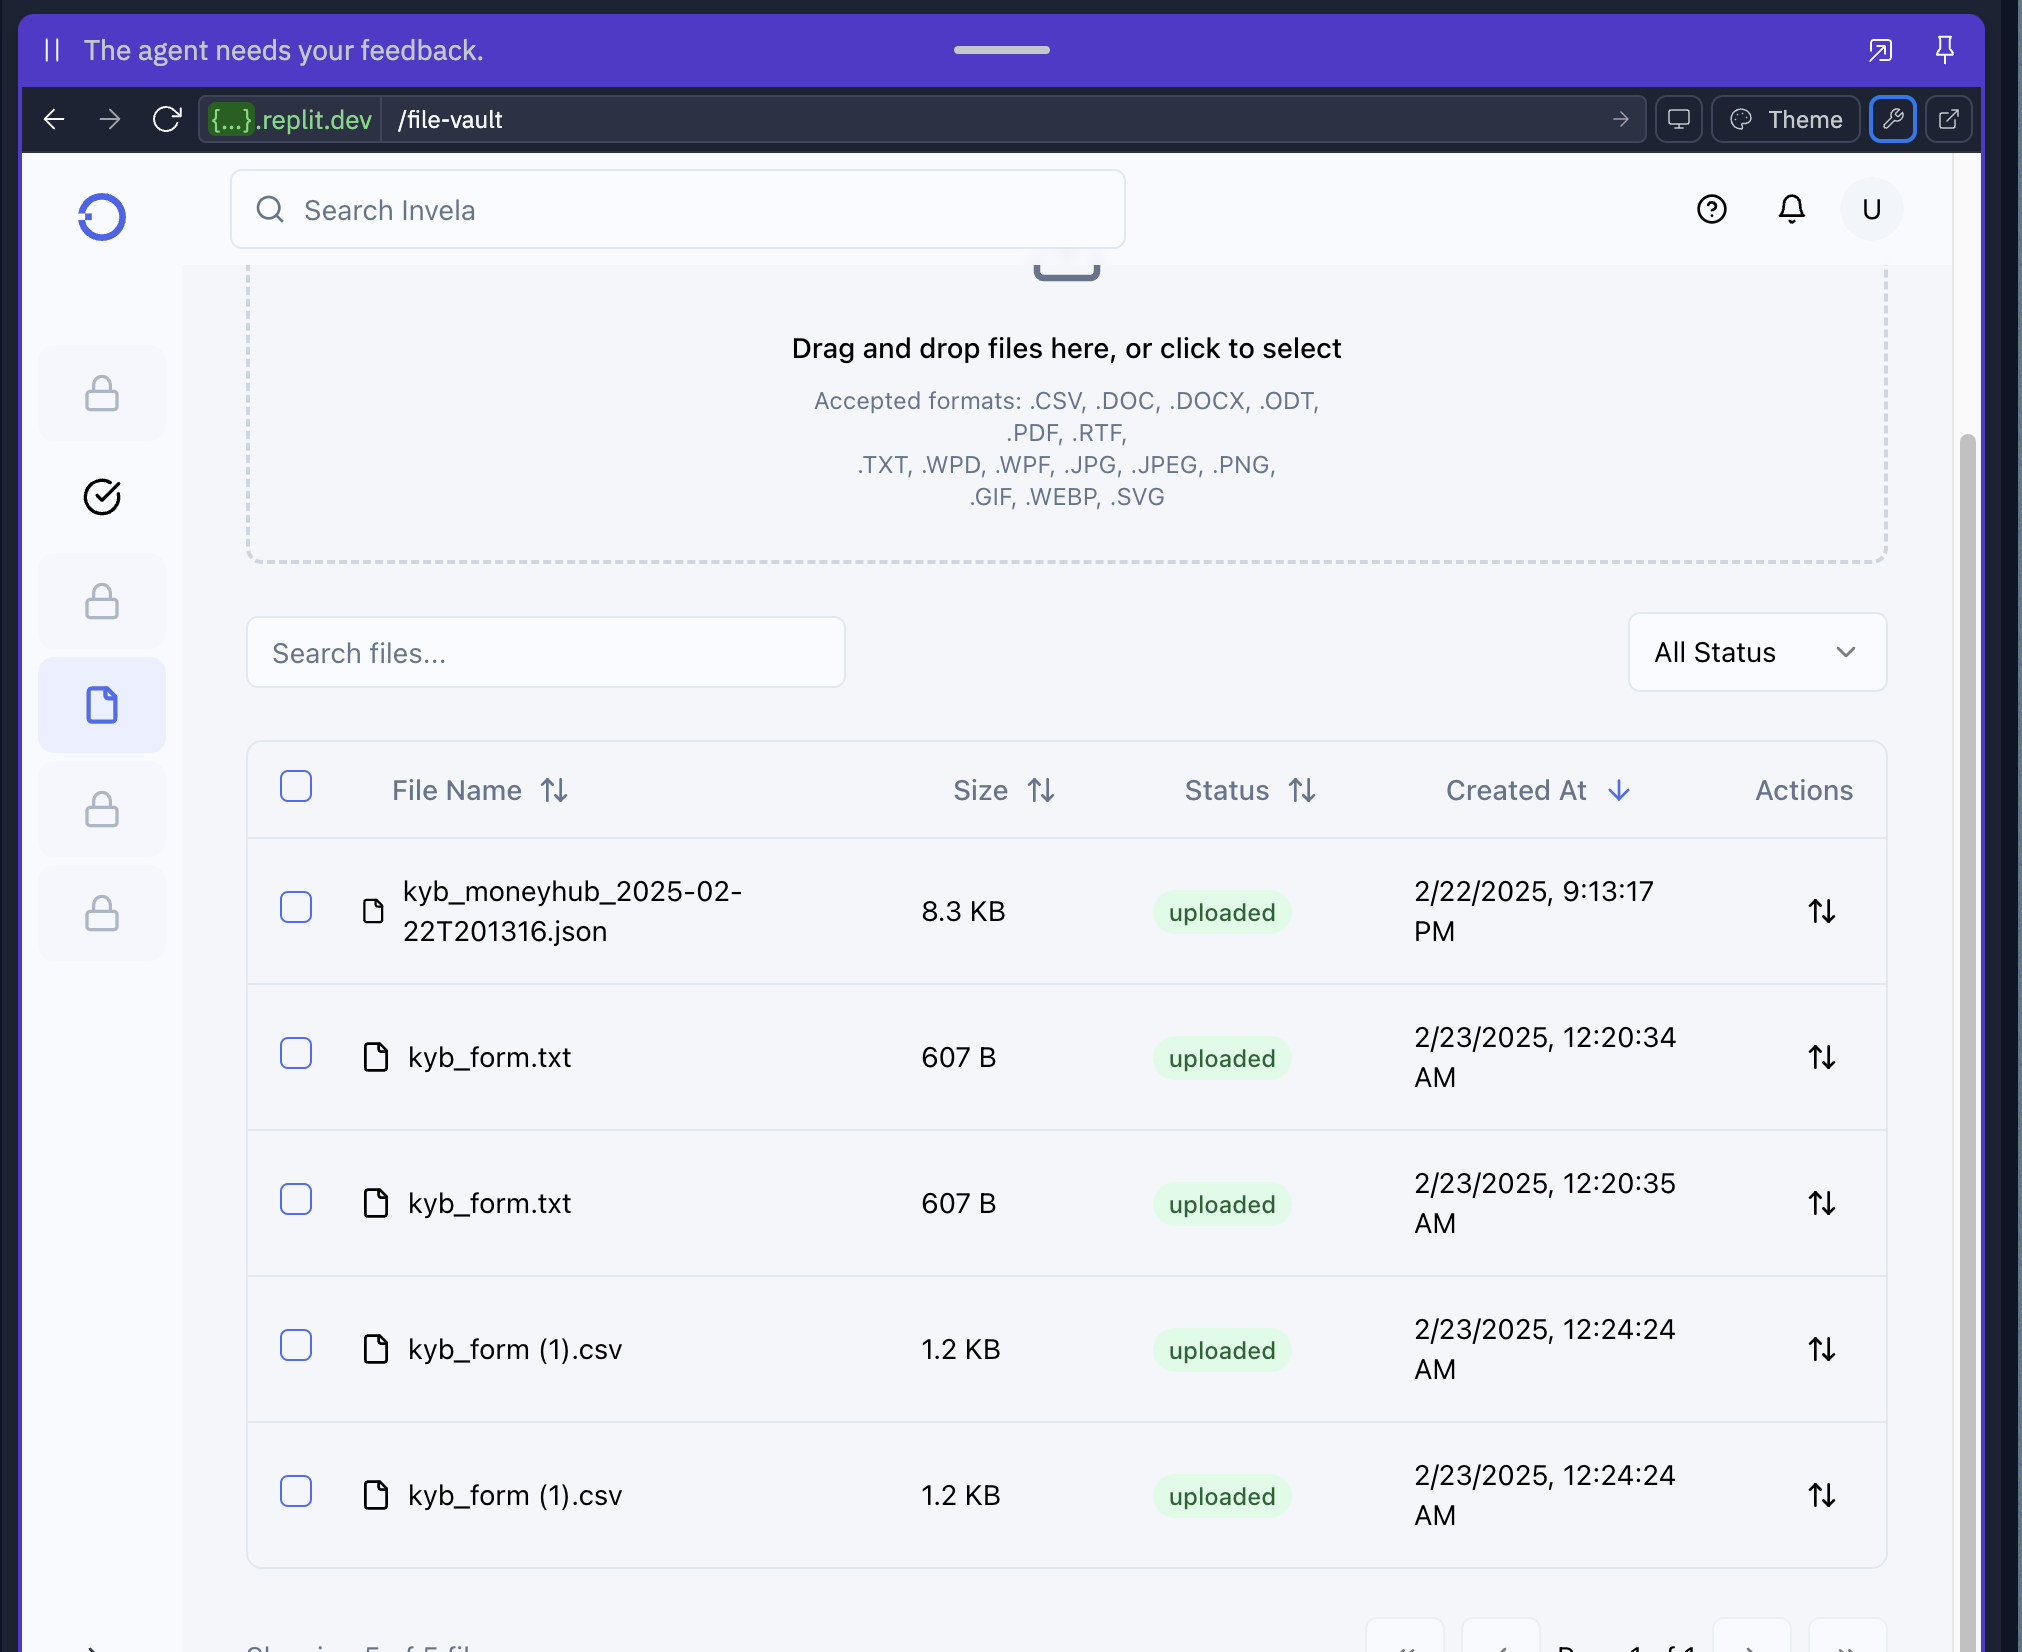 The agent needs your feedback.
{...}.replit.dev /file-vault Theme
Search Invela U
Drag and drop files here, or click to select
Accepted formats: .CSV, .DOC, .DOCX, .ODT,
.PDF, .RTF,
.TXT, .WPD, .WPF, .JPG, .JPEG, .PNG,
.GIF, .WEBP, .SVG
Search files... All Status
File Name Size Status Created At Actions
kyb_moneyhub_2025-02-
22T201316.json
8.3 KB uploaded
2/22/2025, 9:13:17
PM
kyb_form.txt 607 B uploaded
2/23/2025, 12:20:34
AM
kyb_form.txt 607 B uploaded
2/23/2025, 12:20:35
AM
kyb_form (1).csv 1.2 KB uploaded
2/23/2025, 12:24:24
AM
kyb_form (1).csv 1.2 KB uploaded
2/23/2025, 12:24:24
AM